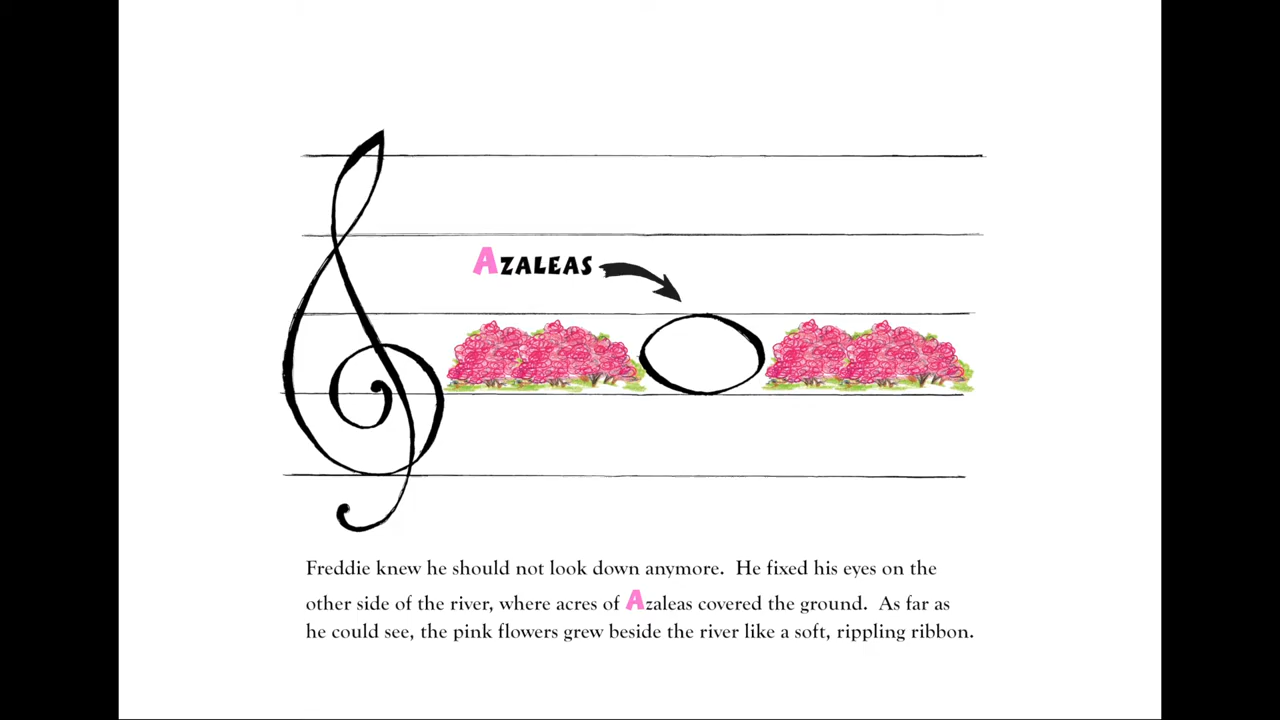 AZALEAS
Freddie knew he should not look down anymore.  He fixed his eyes on the
other side of the river, where acres of Azaleas covered the ground.  As far as
he could see, the pink flowers grew beside the river like a soft, rippling ribbon.